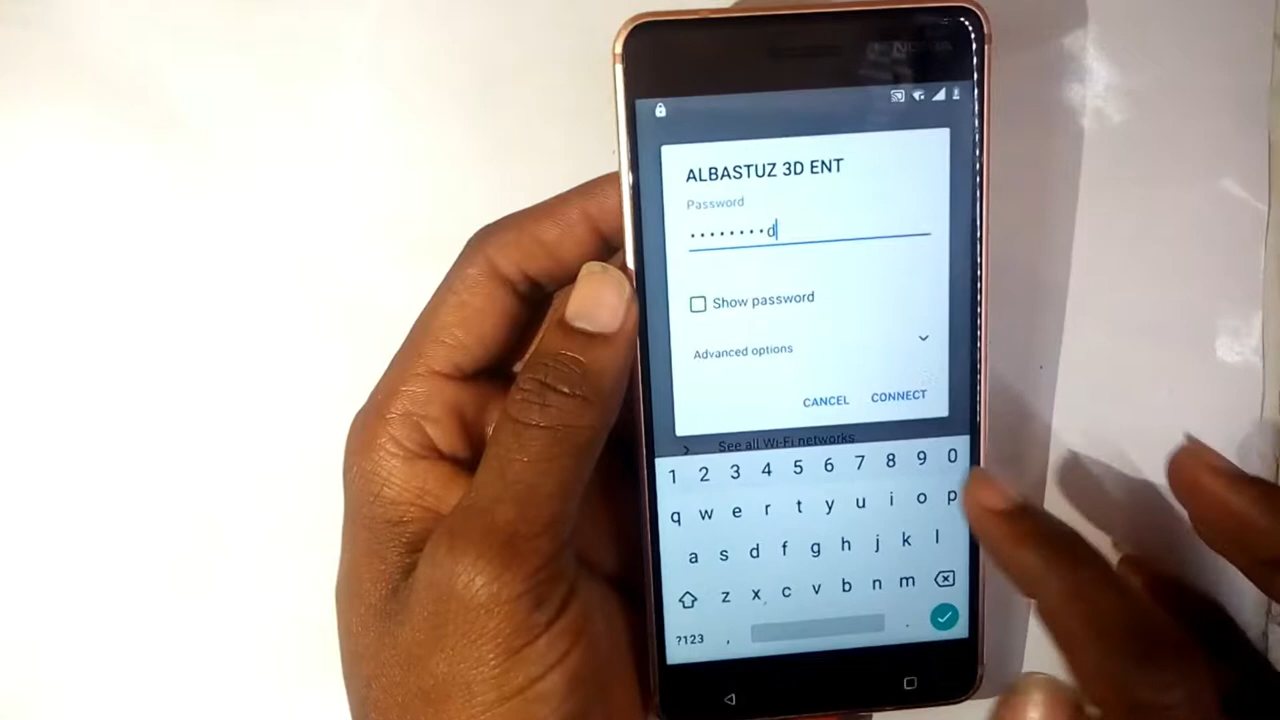 NOKIA
ALBASTUZ 3D ENT
Password
••••••••d
Show password
Advanced options
CANCEL CONNECT
See all Wi-Fi networks
1 2 3 4 5 6 7 8 9 0
q w e r t y u i o p
a s d f g h j k l
z x c v b n m
?123 , .